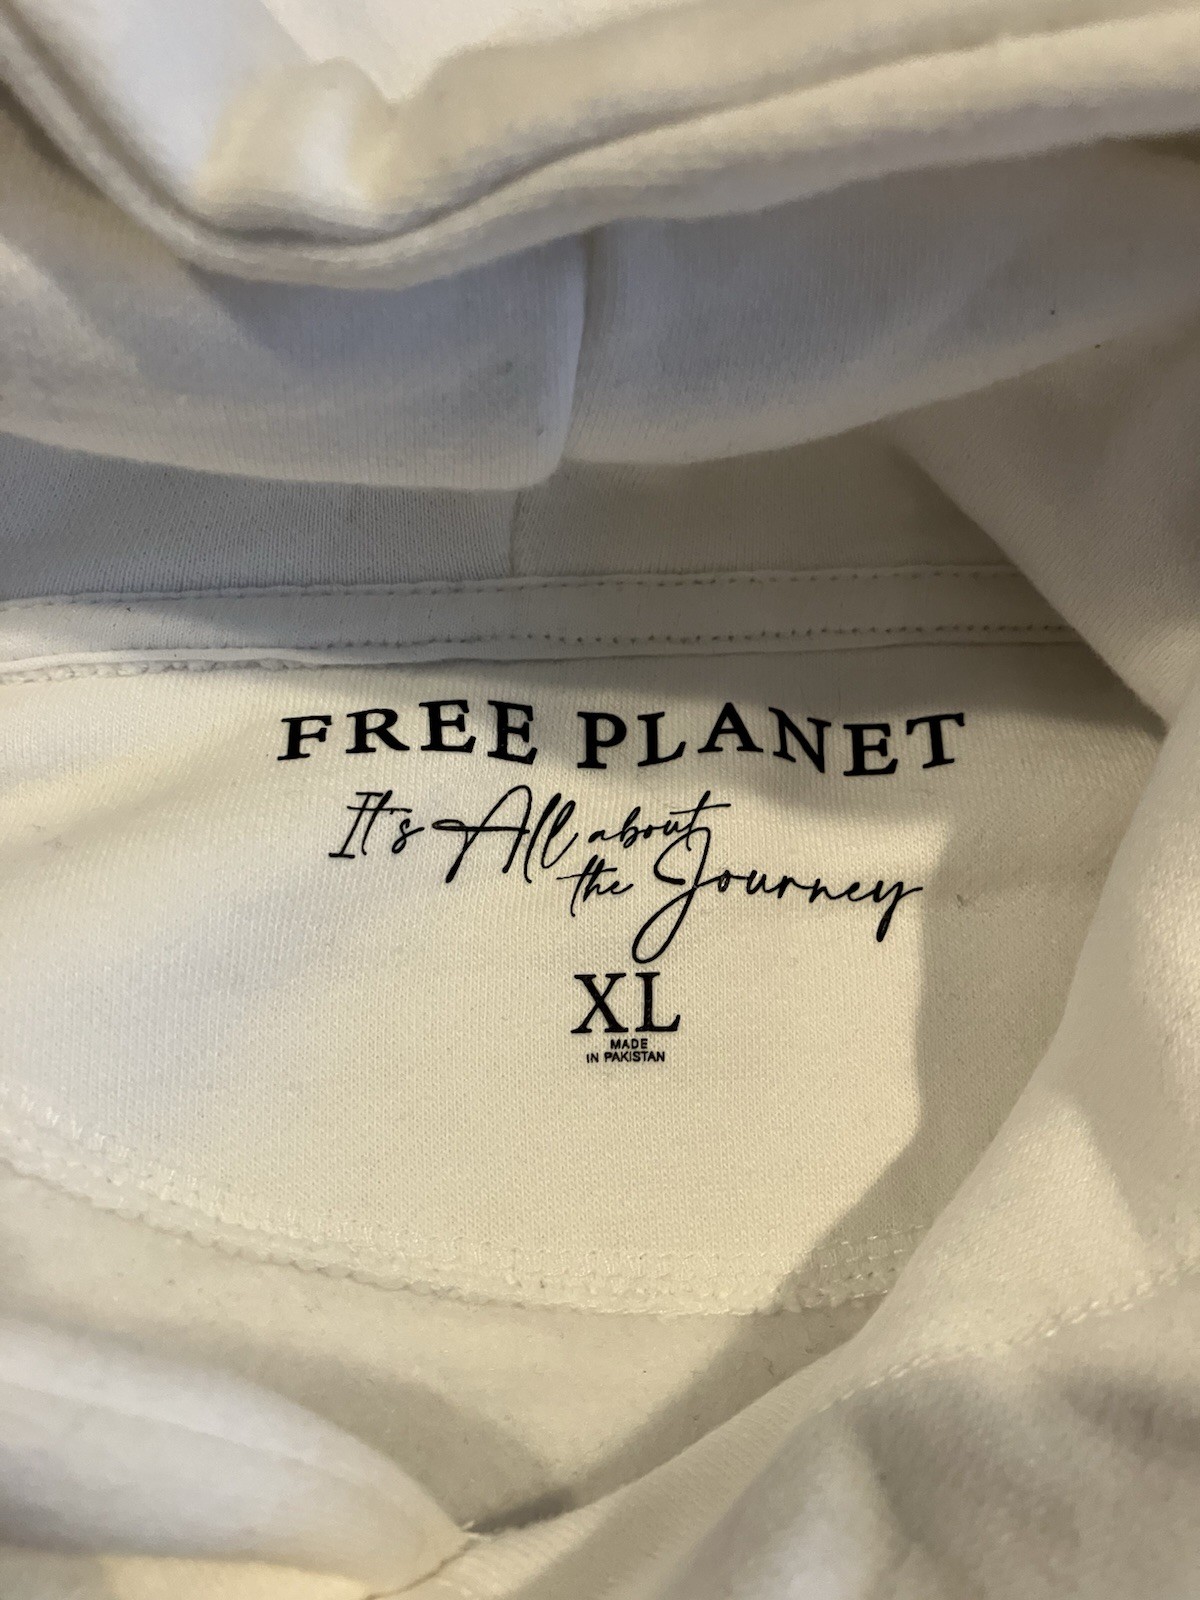 FREE PLANET
It's All about
the Journey
XL
MADE
IN PAKISTAN